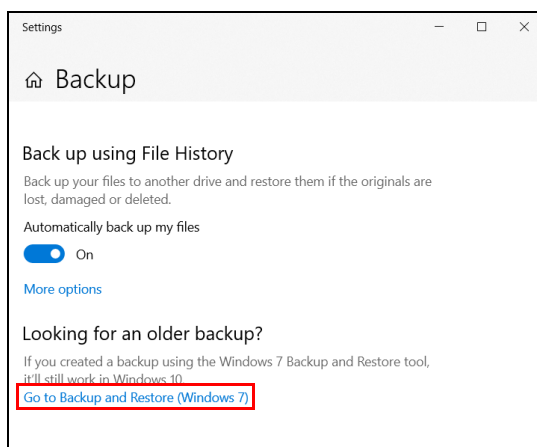 Settings
Backup
Back up using File History
Back up your files to another drive and restore them if the originals are
lost, damaged or deleted.
Automatically back up my files
On
More options
Looking for an older backup?
If you created a backup using the Windows 7 Backup and Restore tool,
it'll still work in Windows 10.
Go to Backup and Restore (Windows 7)